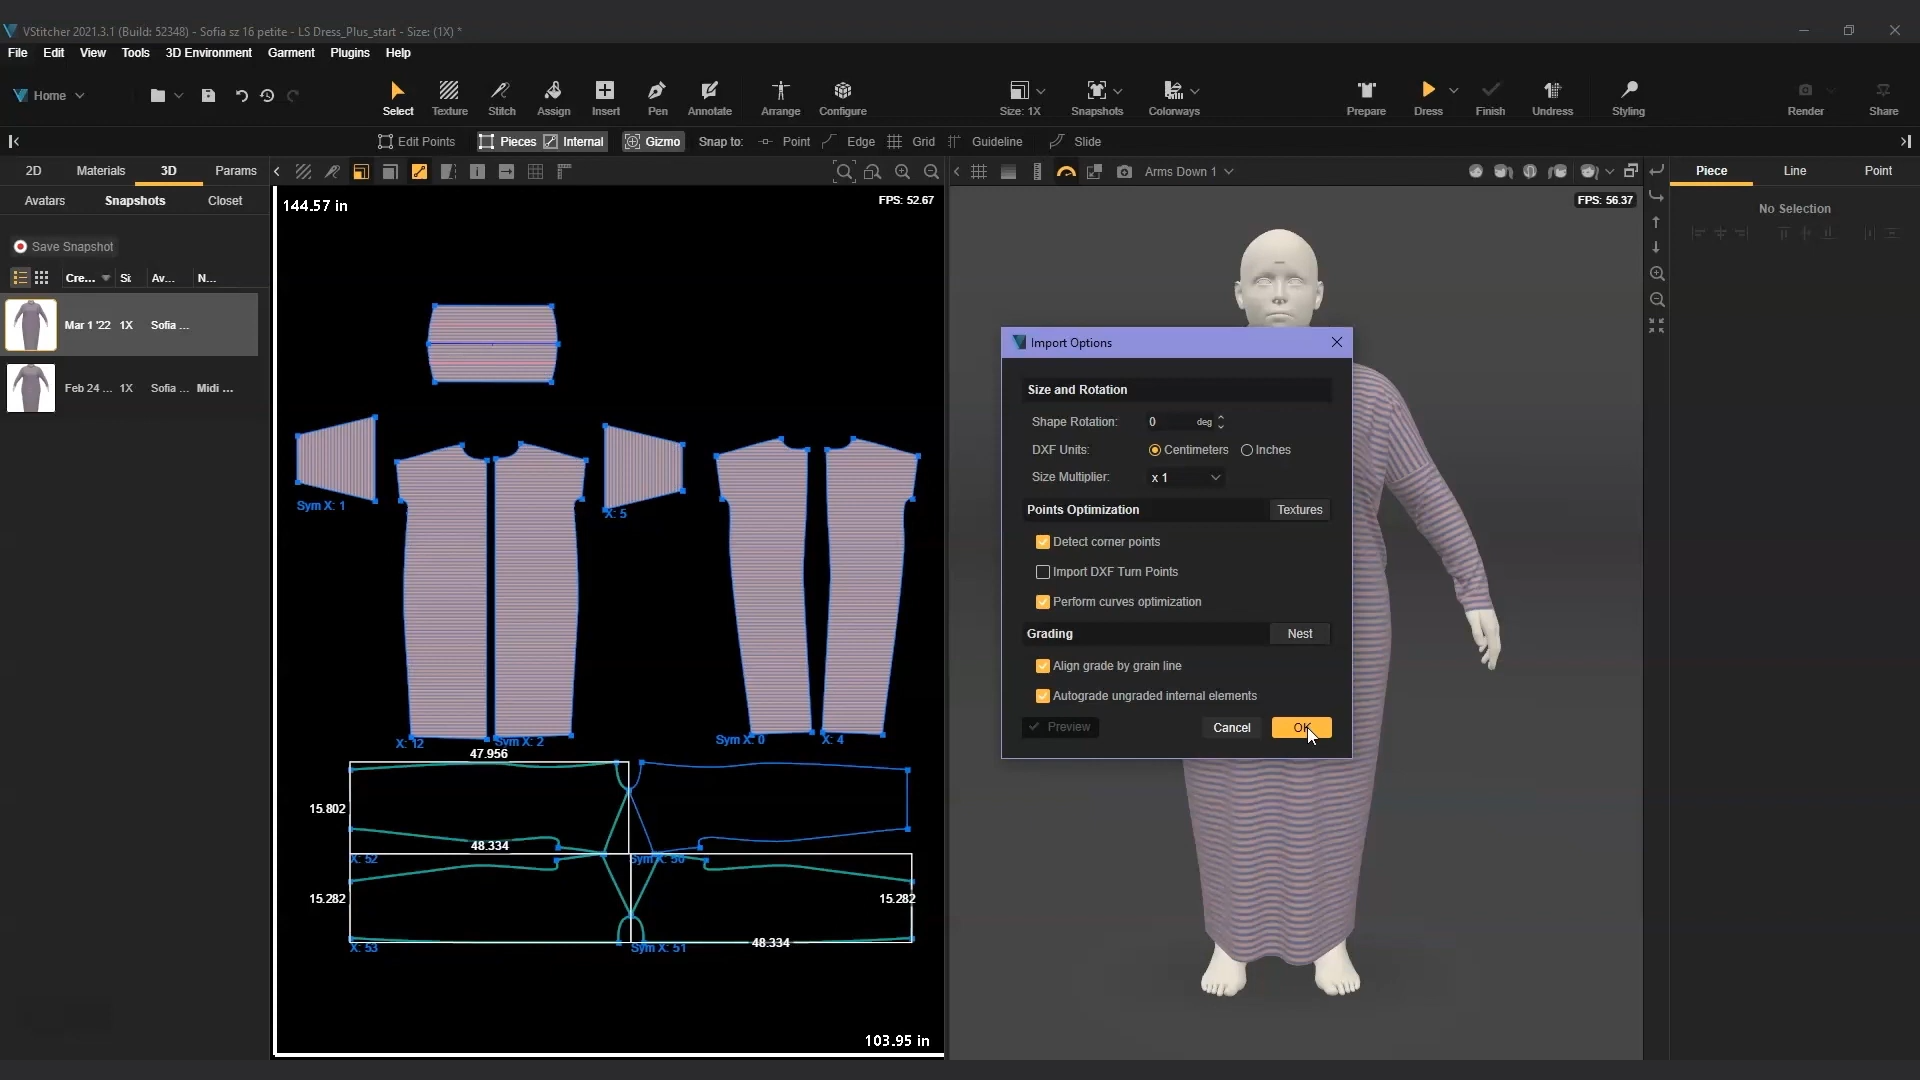 VStitcher 2021.3.1 (Build: 52348) - Sofia sz 16 petite - LS Dress_Plus_start - Size: (1X) *
File Edit View Tools 3D Environment Garment Plugins Help
Home
Select Texture Stitch Assign Insert Pen Annotate Arrange Configure Size: 1X Snapshots Colorways Prepare Dress Finish Undress Styling Render Share
Edit Points Pieces Internal Gizmo Snap to: Point Edge Grid Guideline Slide
2D Materials 3D Params
Arms Down 1
Piece Line Point
Avatars Snapshots Closet
144.57 in
FPS: 52.67
FPS: 56.37
No Selection
Save Snapshot
Cre... Si Av... N...
Mar 1 '22 1X Sofia ...
Feb 24 ... 1X Sofia ... Midi ...
Sym X: 1
X: 5
X: 12
Sym X: 2
Sym X: 0
X: 4
47.956
15.802
48.334
X: 52
Sym X: 50
15.282
15.282
X: 53
Sym X: 51
48.334
103.95 in
Import Options
Size and Rotation
Shape Rotation: 0 deg
DXF Units: Centimeters Inches
Size Multiplier: x 1
Points Optimization Textures
Detect corner points
Import DXF Turn Points
Perform curves optimization
Grading Nest
Align grade by grain line
Autograde ungraded internal elements
Preview Cancel OK